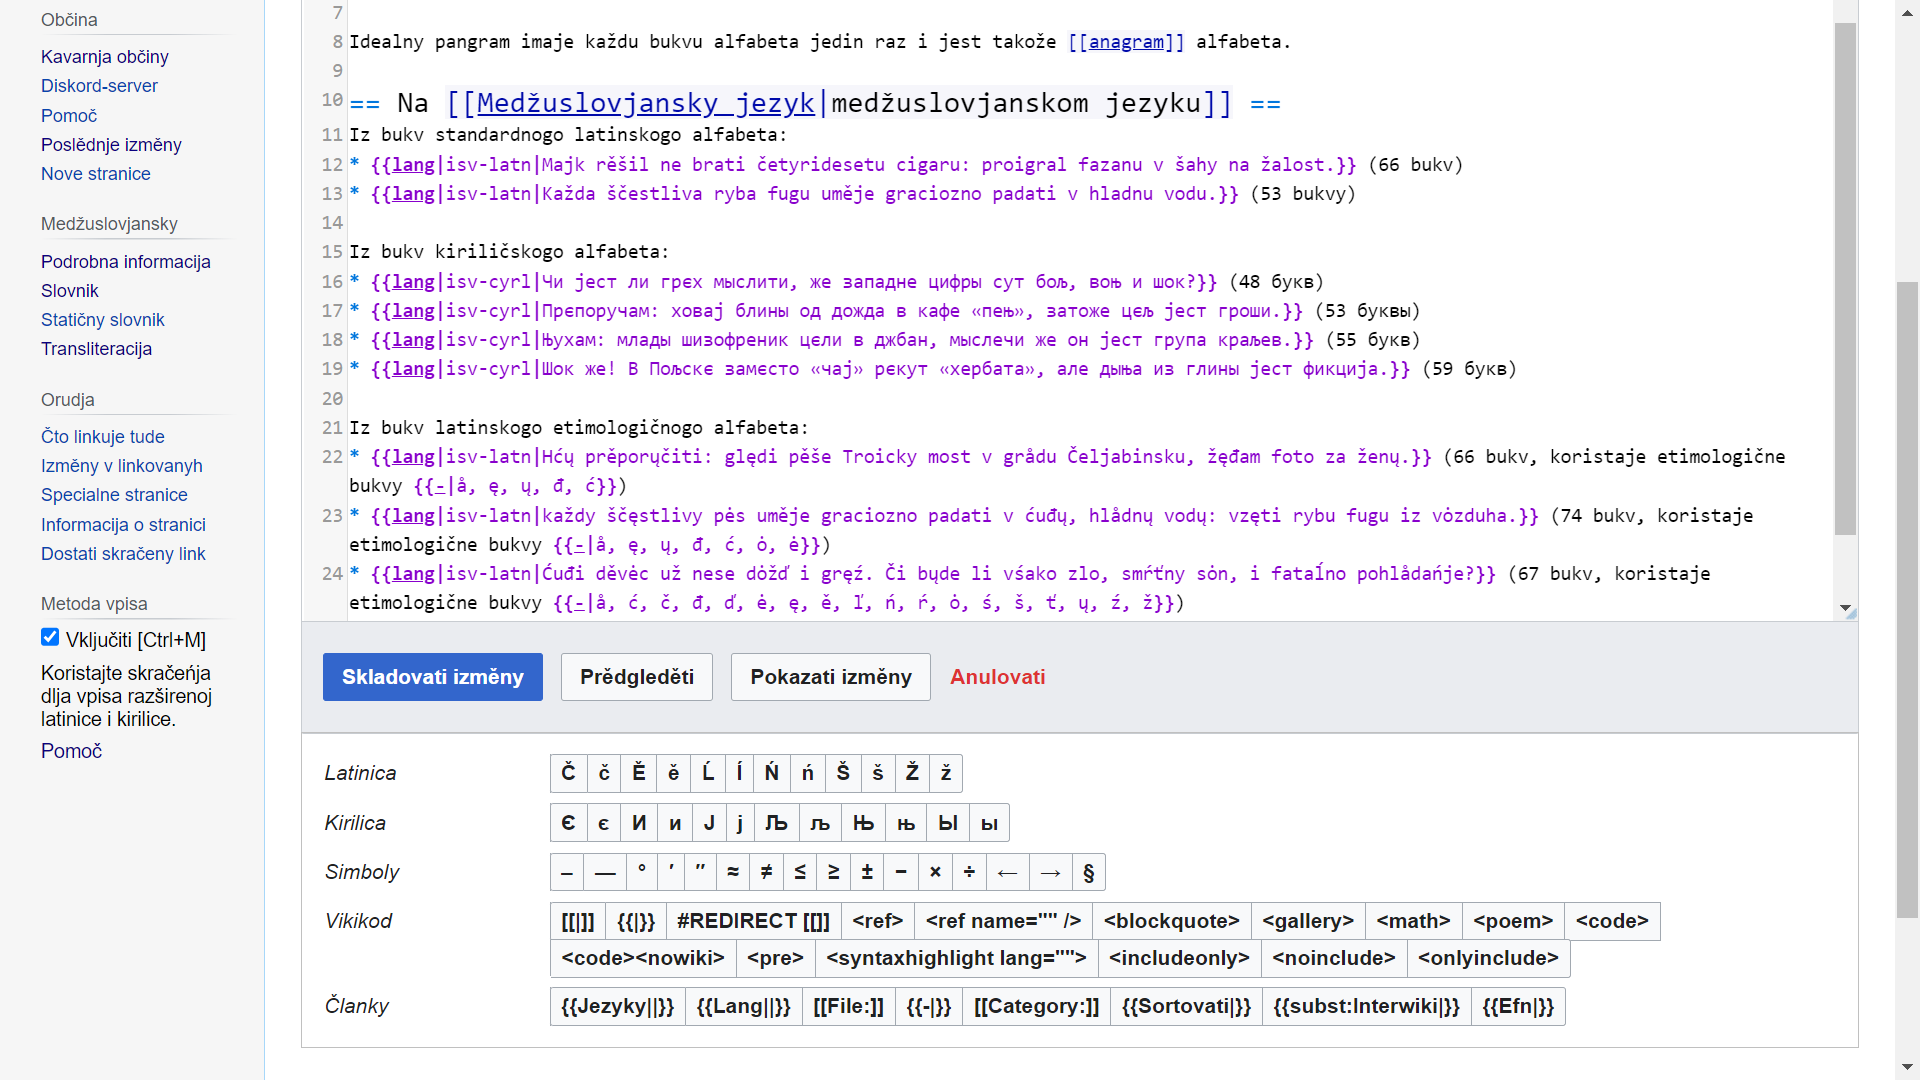 Občina
Kavarnja občiny
Diskord-server
Pomoč
Poslědnje izměny
Nove stranice
Medžuslovjansky
Podrobna informacija
Slovnik
Statičny slovnik
Transliteracija
Orudja
Čto linkuje tude
Izměny v linkovanyh
Specialne stranice
Informacija o stranici
Dostati skračeny link
Metoda vpisa
Vključiti [Ctrl+M]
Koristajte skračeńja
dlja vpisa razširenoj
latinice i kirilice.
Pomoč
7
8 Idealny pangram imaje každu bukvu alfabeta jedin raz i jest takože [[anagram]] alfabeta.
9
10 == Na [[Medžuslovjansky jezyk|medžuslovjanskom jezyku]] ==
11 Iz bukv standardnogo latinskogo alfabeta:
12 * {{lang|isv-latn|Majk rěšil ne brati četyridesetu cigaru: proigral fazanu v šahy na žalost.}} (66 bukv)
13 * {{lang|isv-latn|Každa ščestliva ryba fugu uměje graciozno padati v hladnu vodu.}} (53 bukvy)
14
15 Iz bukv kiriličskogo alfabeta:
16 * {{lang|isv-cyrl|Чи јест ли грєх мыслити, же западне цифры сут бољ, воњ и шок?}} (48 букв)
17 * {{lang|isv-cyrl|Прєпоручам: ховај блины од дожда в кафе «пењ», затоже цєљ јест гроши.}} (53 буквы)
18 * {{lang|isv-cyrl|Њухам: млады шизофреник цєли в джбан, мыслечи же он јест група краљев.}} (55 букв)
19 * {{lang|isv-cyrl|Шок же! В Пољскє замєсто «чај» рєкут «хербата», але дыња из глины јест фикција.}} (59 букв)
20
21 Iz bukv latinskogo etimologičnogo alfabeta:
22 * {{lang|isv-latn|Hćų prěporųčiti: ględi pěše Troicky most v grådu Čeljabinsku, žęđam foto za ženų.}} (66 bukv, koristaje etimologične
bukvy {{-|å, ę, ų, đ, ć}})
23 * {{lang|isv-latn|každy ščęstlivy pės uměje graciozno padati v ćuđų, hlådnų vodų: vzęti rybu fugu iz vȯzduha.}} (74 bukv, koristaje
etimologične bukvy {{-|å, ę, ų, đ, ć, ȯ, ė}})
24 * {{lang|isv-latn|Ćuđi děvėc už nese dȯžď i gręź. Či bųde li vśako zlo, smŕťny sȯn, i fataĺno pohlådańje?}} (67 bukv, koristaje
etimologične bukvy {{-|å, ć, č, đ, ď, ė, ę, ě, ľ, ń, ŕ, ȯ, ś, š, ť, ų, ź, ž}})
Skladovati izměny
Prědgleděti
Pokazati izměny
Anulovati
Latinica Č č Ě ě Ĺ ĺ Ń ń Š š Ž ž
Kirilica Є є И и Ј ј Љ љ Њ њ Ы ы
Simboly – — ° ′ ″ ≈ ≠ ≤ ≥ ± − × ÷ ← → §
Vikikod [[|]] {{|}} #REDIRECT [[]] <ref> <ref name="" /> <blockquote> <gallery> <math> <poem> <code>
<code><nowiki> <pre> <syntaxhighlight lang=""> <includeonly> <noinclude> <onlyinclude>
Članky {{Jezyky||}} {{Lang||}} [[File:]] {{-|}} [[Category:]] {{Sortovati|}} {{subst:Interwiki|}} {{Efn|}}